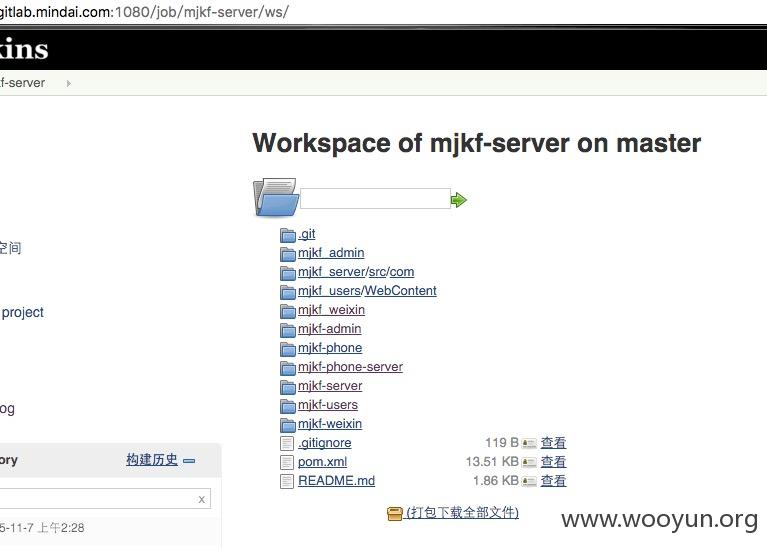 gitlab.mindai.com:1080/job/mjkf-server/ws/
kins
f-server
Workspace of mjkf-server on master
.git
空间
mjkf_admin
mjkf_server/src/com
mjkf_users/WebContent
mjkf_weixin
project
mjkf-admin
mjkf-phone
mjkf-phone-server
mjkf-server
mjkf-users
og
mjkf-weixin
.gitignore 119 B 查看
ory 构建历史
pom.xml 13.51 KB 查看
README.md 1.86 KB 查看
x
(打包下载全部文件)
5-11-7 上午2:28
www.wooyun.org